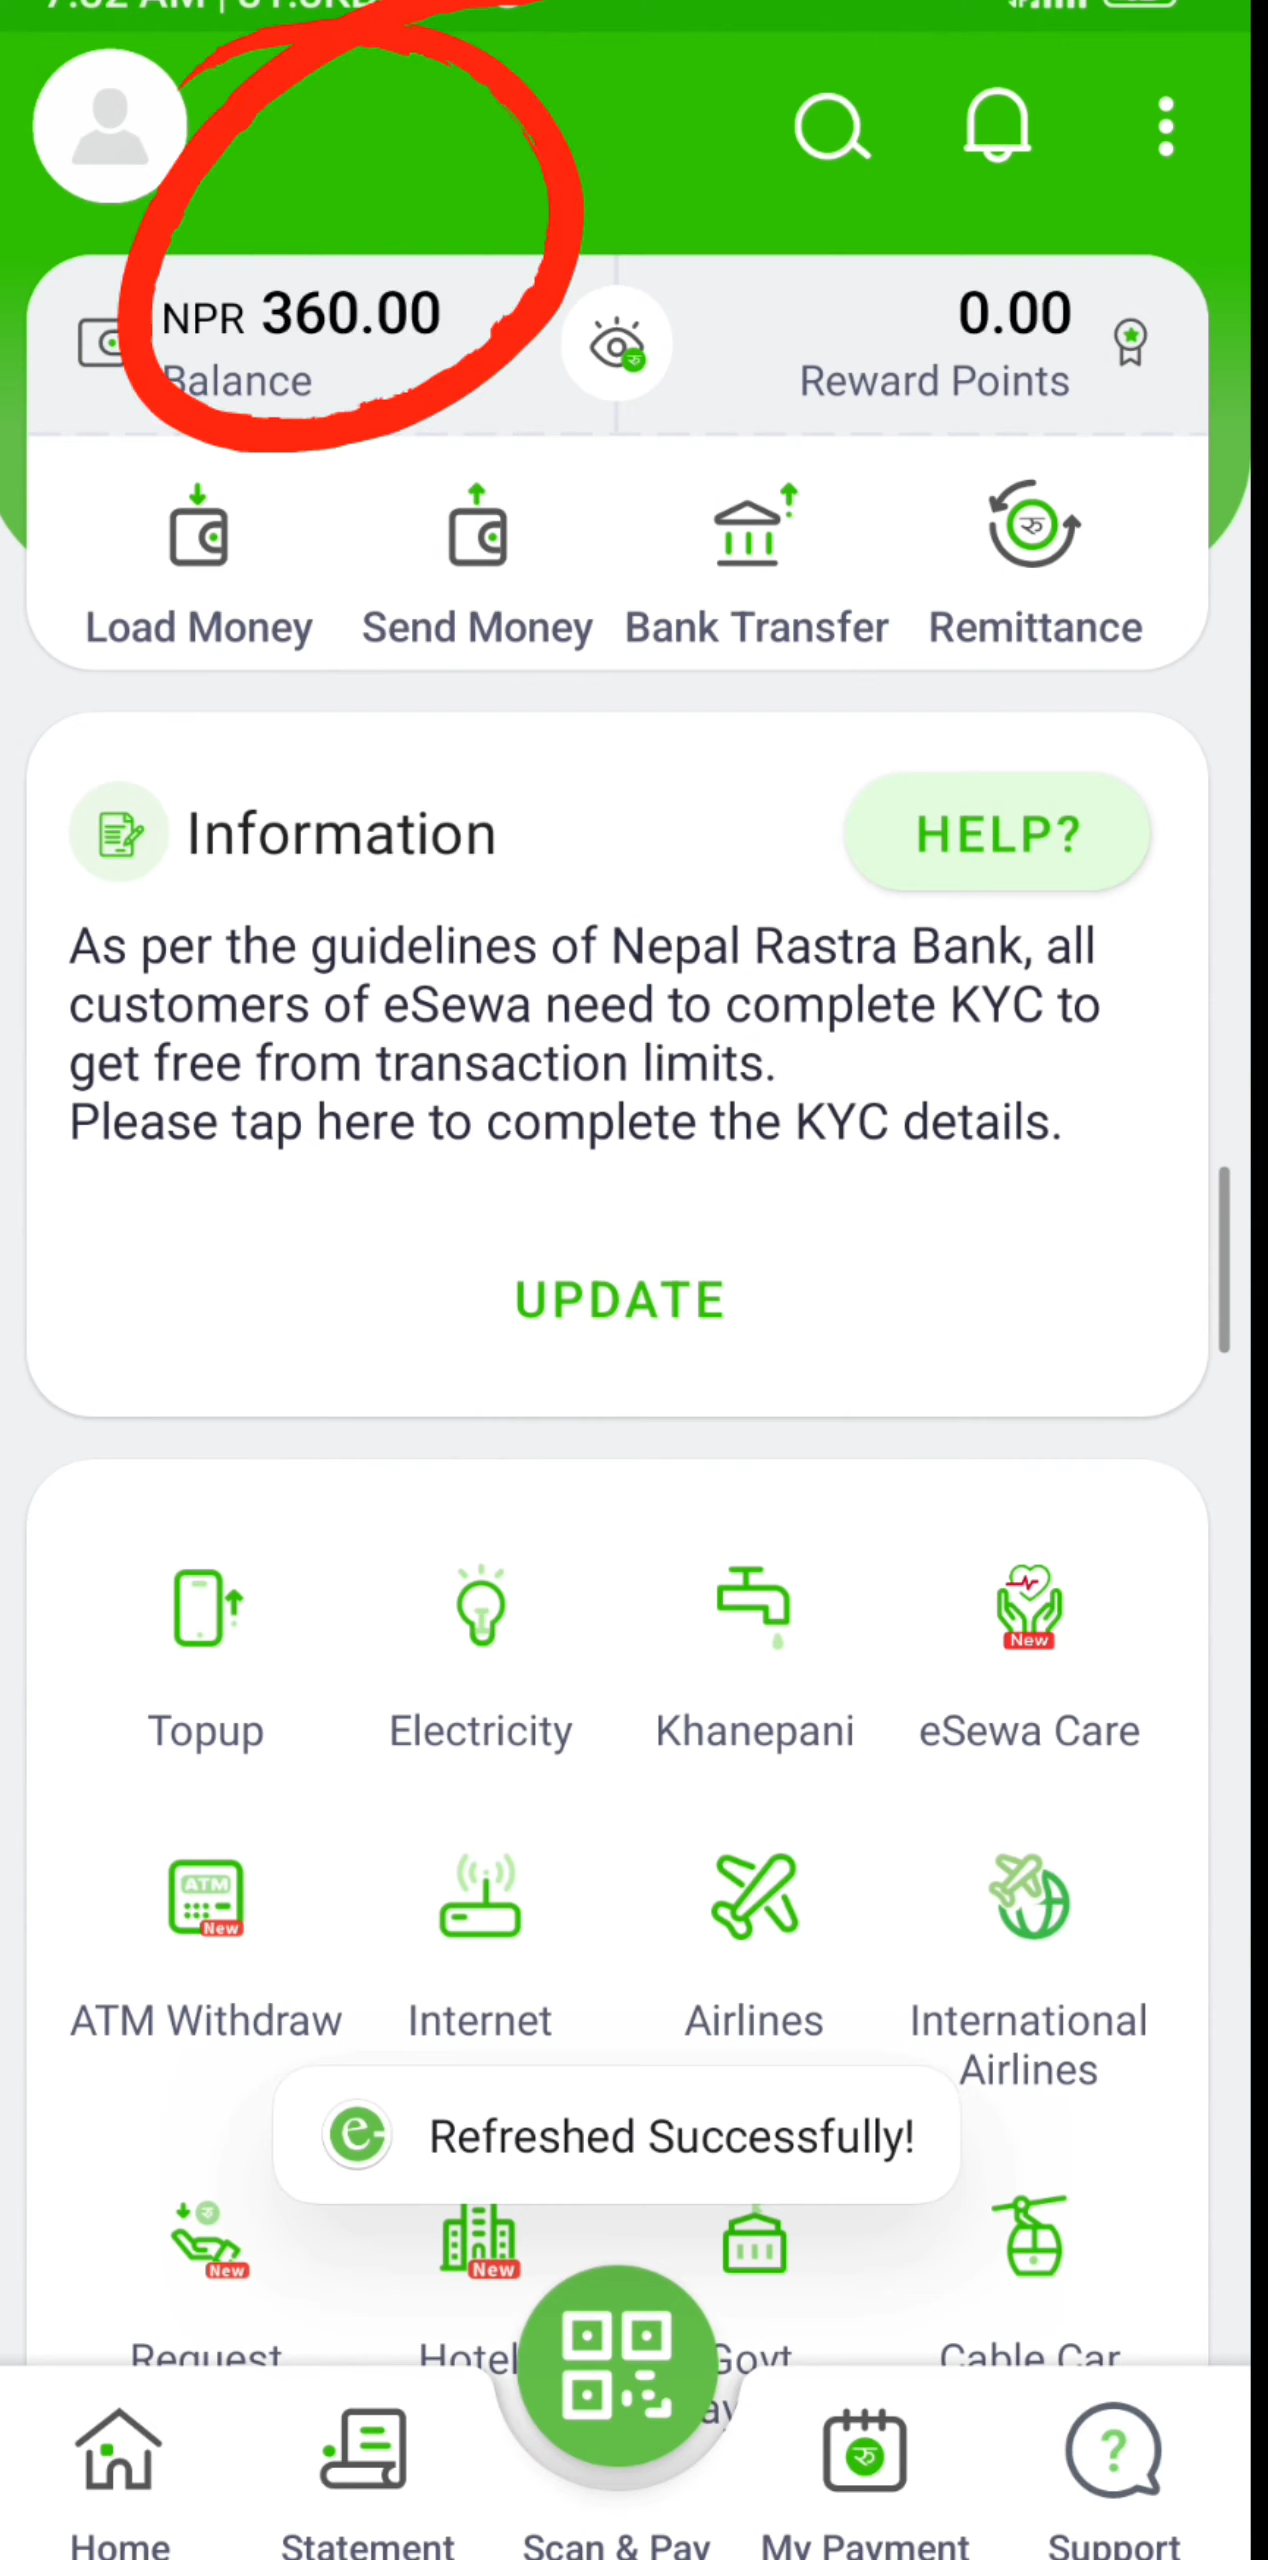 NPR 360.00
Balance
0.00
Reward Points
Load Money
Send Money
Bank Transfer
Remittance
Information
HELP?
As per the guidelines of Nepal Rastra Bank, all
customers of eSewa need to complete KYC to
get free from transaction limits.
Please tap here to complete the KYC details.
UPDATE
New
Topup
Electricity
Khanepani
eSewa Care
ATM
New
ATM Withdraw
Internet
Airlines
International
Airlines
Refreshed Successfully!
New
New
Request
Hotel
Govt
Cable Car
Home
Statement
Scan & Pay
My Payment
Support